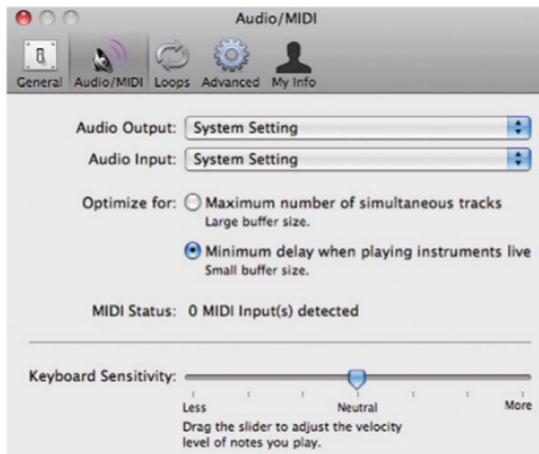 Audio/MIDI
General Audio/MIDI Loops Advanced My Info
Audio Output: System Setting
Audio Input: System Setting
Optimize for: Maximum number of simultaneous tracks
Large buffer size.
Minimum delay when playing instruments live
Small buffer size.
MIDI Status: 0 MIDI Input(s) detected
Keyboard Sensitivity:
Less Neutral More
Drag the slider to adjust the velocity
level of notes you play.